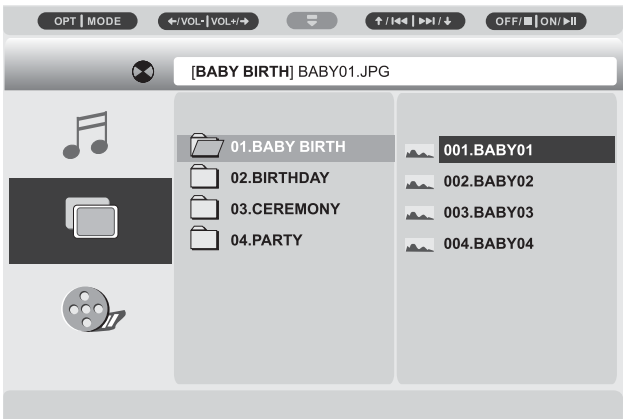 OPT | MODE
←/VOL- | VOL+/→
↑/⏮ | ⏭/↓
OFF/■ | ON/▶⏸
[BABY BIRTH] BABY01.JPG
01.BABY BIRTH
02.BIRTHDAY
03.CEREMONY
04.PARTY
001.BABY01
002.BABY02
003.BABY03
004.BABY04